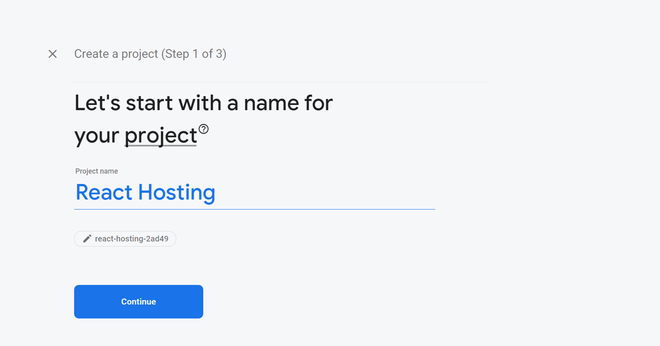 Create a project (Step 1 of 3)
Let's start with a name for
your project
Project name
React Hosting
react-hosting-2ad49
Continue